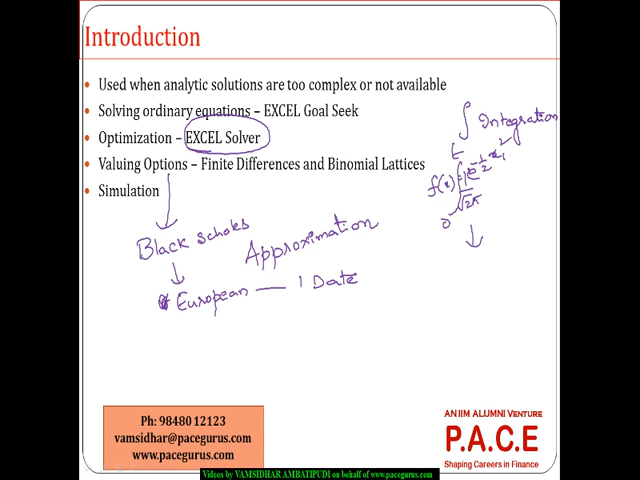 Introduction
• Used when analytic solutions are too complex or not available
• Solving ordinary equations – EXCEL Goal Seek
• Optimization – EXCEL Solver
• Valuing Options – Finite Differences and Binomial Lattices
• Simulation
∫ Integration
f(x)
√2π
0
Black scholes
Approximation
European — 1 Date
Ph: 98480 12123
vamsidhar@pacegurus.com
www.pacegurus.com
AN IIM ALUMNI VENTURE
P.A.C.E
Shaping Careers in Finance
Videos by VAMSIDHAR AMBATIPUDI on behalf of www.pacegurus.com